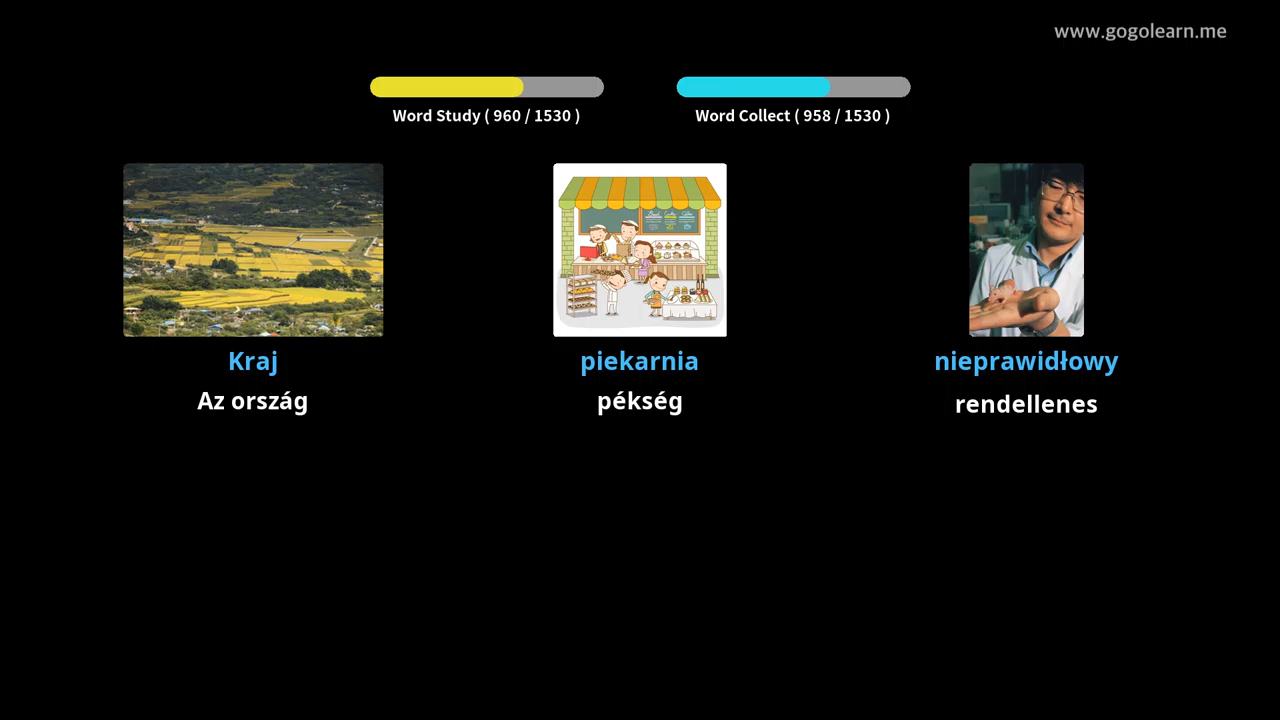 www.gogolearn.me
Word Study ( 960 / 1530 )
Word Collect ( 958 / 1530 )
Kraj
Az ország
piekarnia
pékség
nieprawidłowy
rendellenes